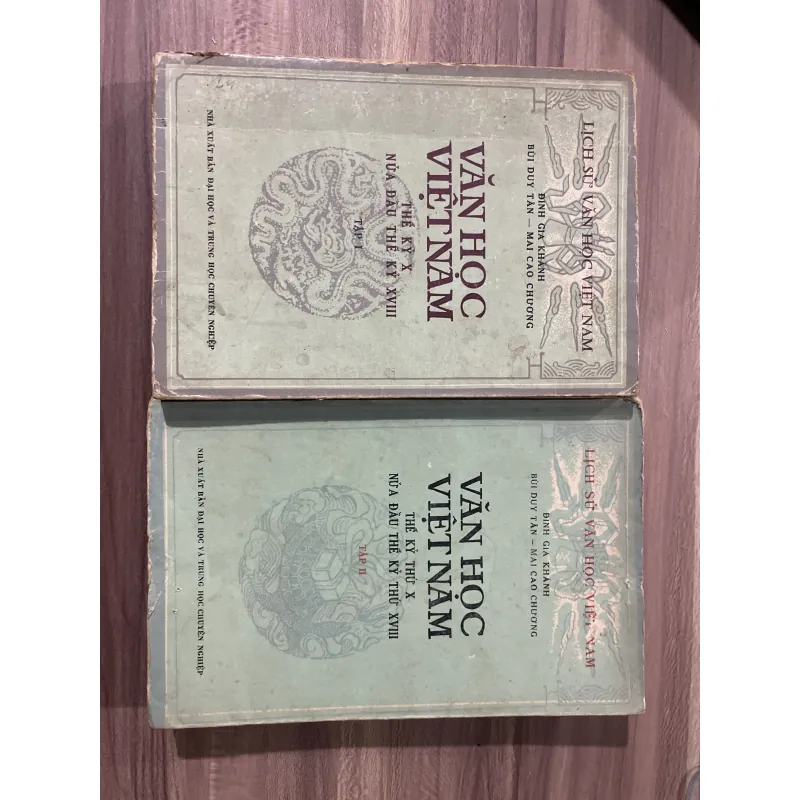 LỊCH SỬ VĂN HỌC VIỆT NAM
ĐINH GIA KHÁNH
BÙI DUY TÂN — MAI CAO CHƯƠNG
VĂN HỌC
VIỆT NAM
THẾ KỶ X
NỬA ĐẦU THẾ KỶ XVIII
TẬP I
NHÀ XUẤT BẢN ĐẠI HỌC VÀ TRUNG HỌC CHUYÊN NGHIỆP
LỊCH SỬ VĂN HỌC VIỆT NAM
ĐINH GIA KHÁNH
BÙI DUY TÂN — MAI CAO CHƯƠNG
VĂN HỌC
VIỆT NAM
THẾ KỶ THỨ X
NỬA ĐẦU THẾ KỶ THỨ XVIII
TẬP II
NHÀ XUẤT BẢN ĐẠI HỌC VÀ TRUNG HỌC CHUYÊN NGHIỆP